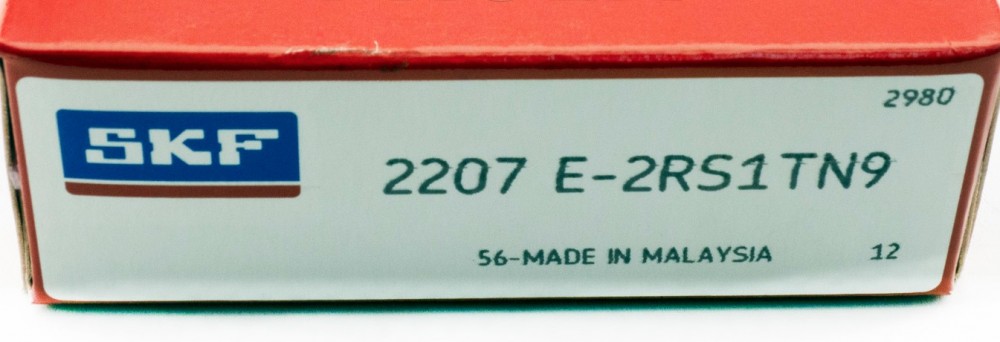 2980
SKF
2207 E-2RS1TN9
56-MADE IN MALAYSIA
12